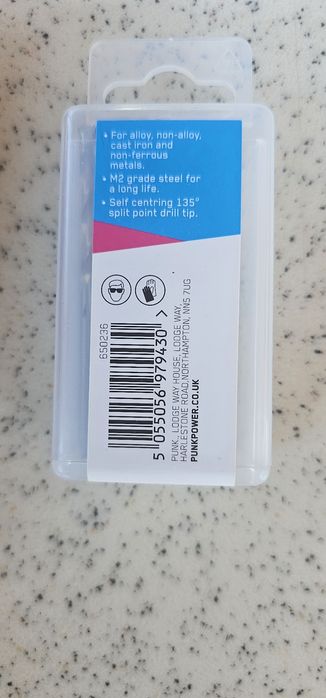 • For alloy, non-alloy,
cast iron and
non-ferrous
metals.
• M2 grade steel for
a long life.
• Self centring 135°
split point drill tip.
650236
5 055056 979430 >
PUNK., LODGE WAY HOUSE, LODGE WAY,
HARLESTONE ROAD,NORTHAMPTON, NN5 7UG
PUNKPOWER.CO.UK